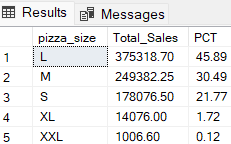 Results Messages
pizza_size Total_Sales PCT
1 L 375318.70 45.89
2 M 249382.25 30.49
3 S 178076.50 21.77
4 XL 14076.00 1.72
5 XXL 1006.60 0.12